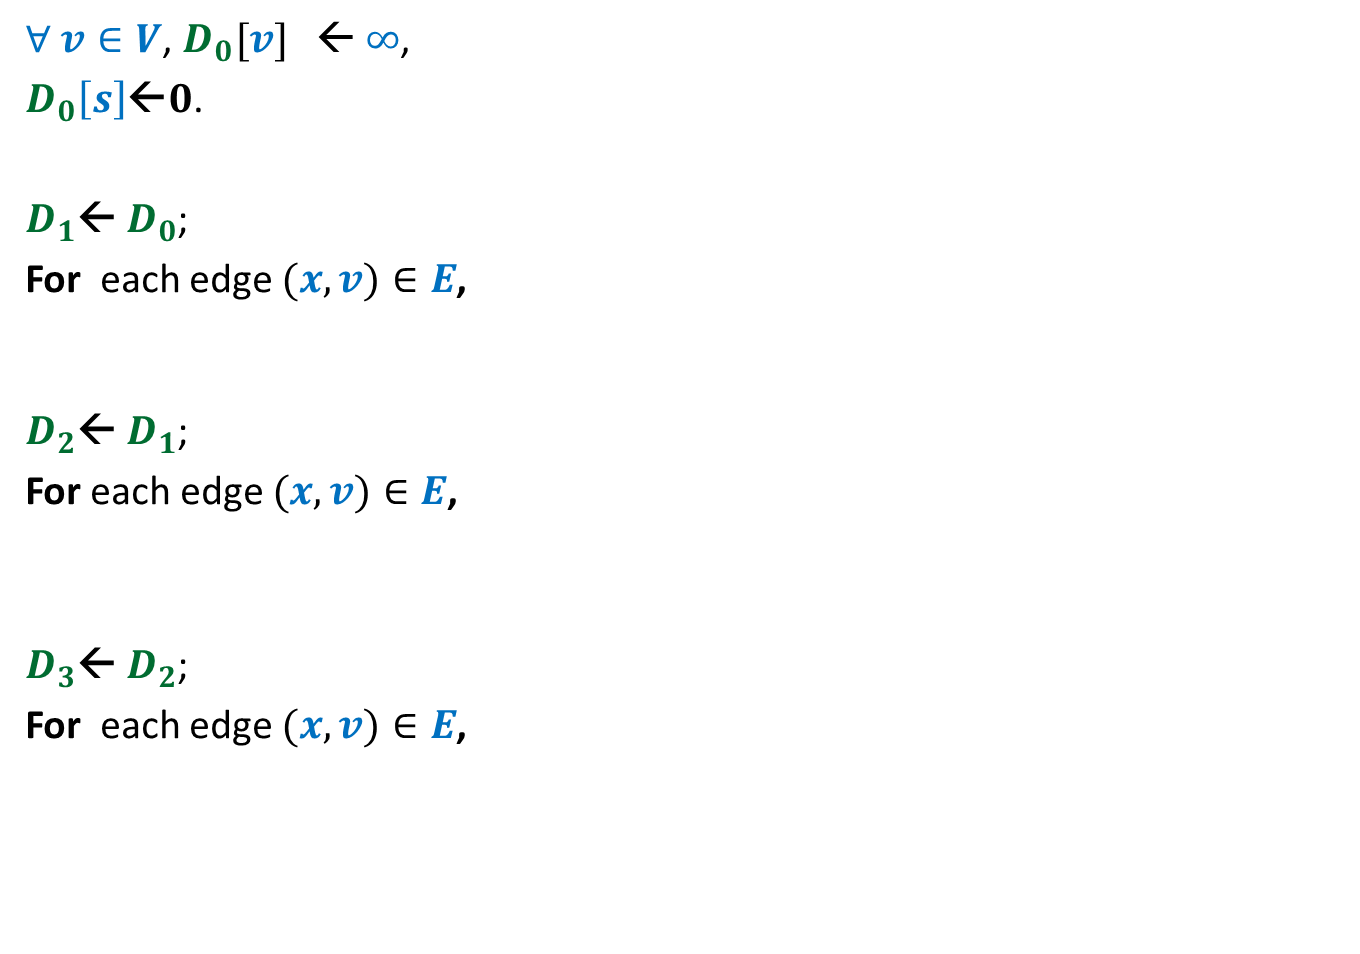 ∀ v ∈ V, D₀[v] ← ∞,
D₀[s]←0.
D₁← D₀;
For each edge (x, v) ∈ E,
D₂← D₁;
For each edge (x, v) ∈ E,
D₃← D₂;
For each edge (x, v) ∈ E,